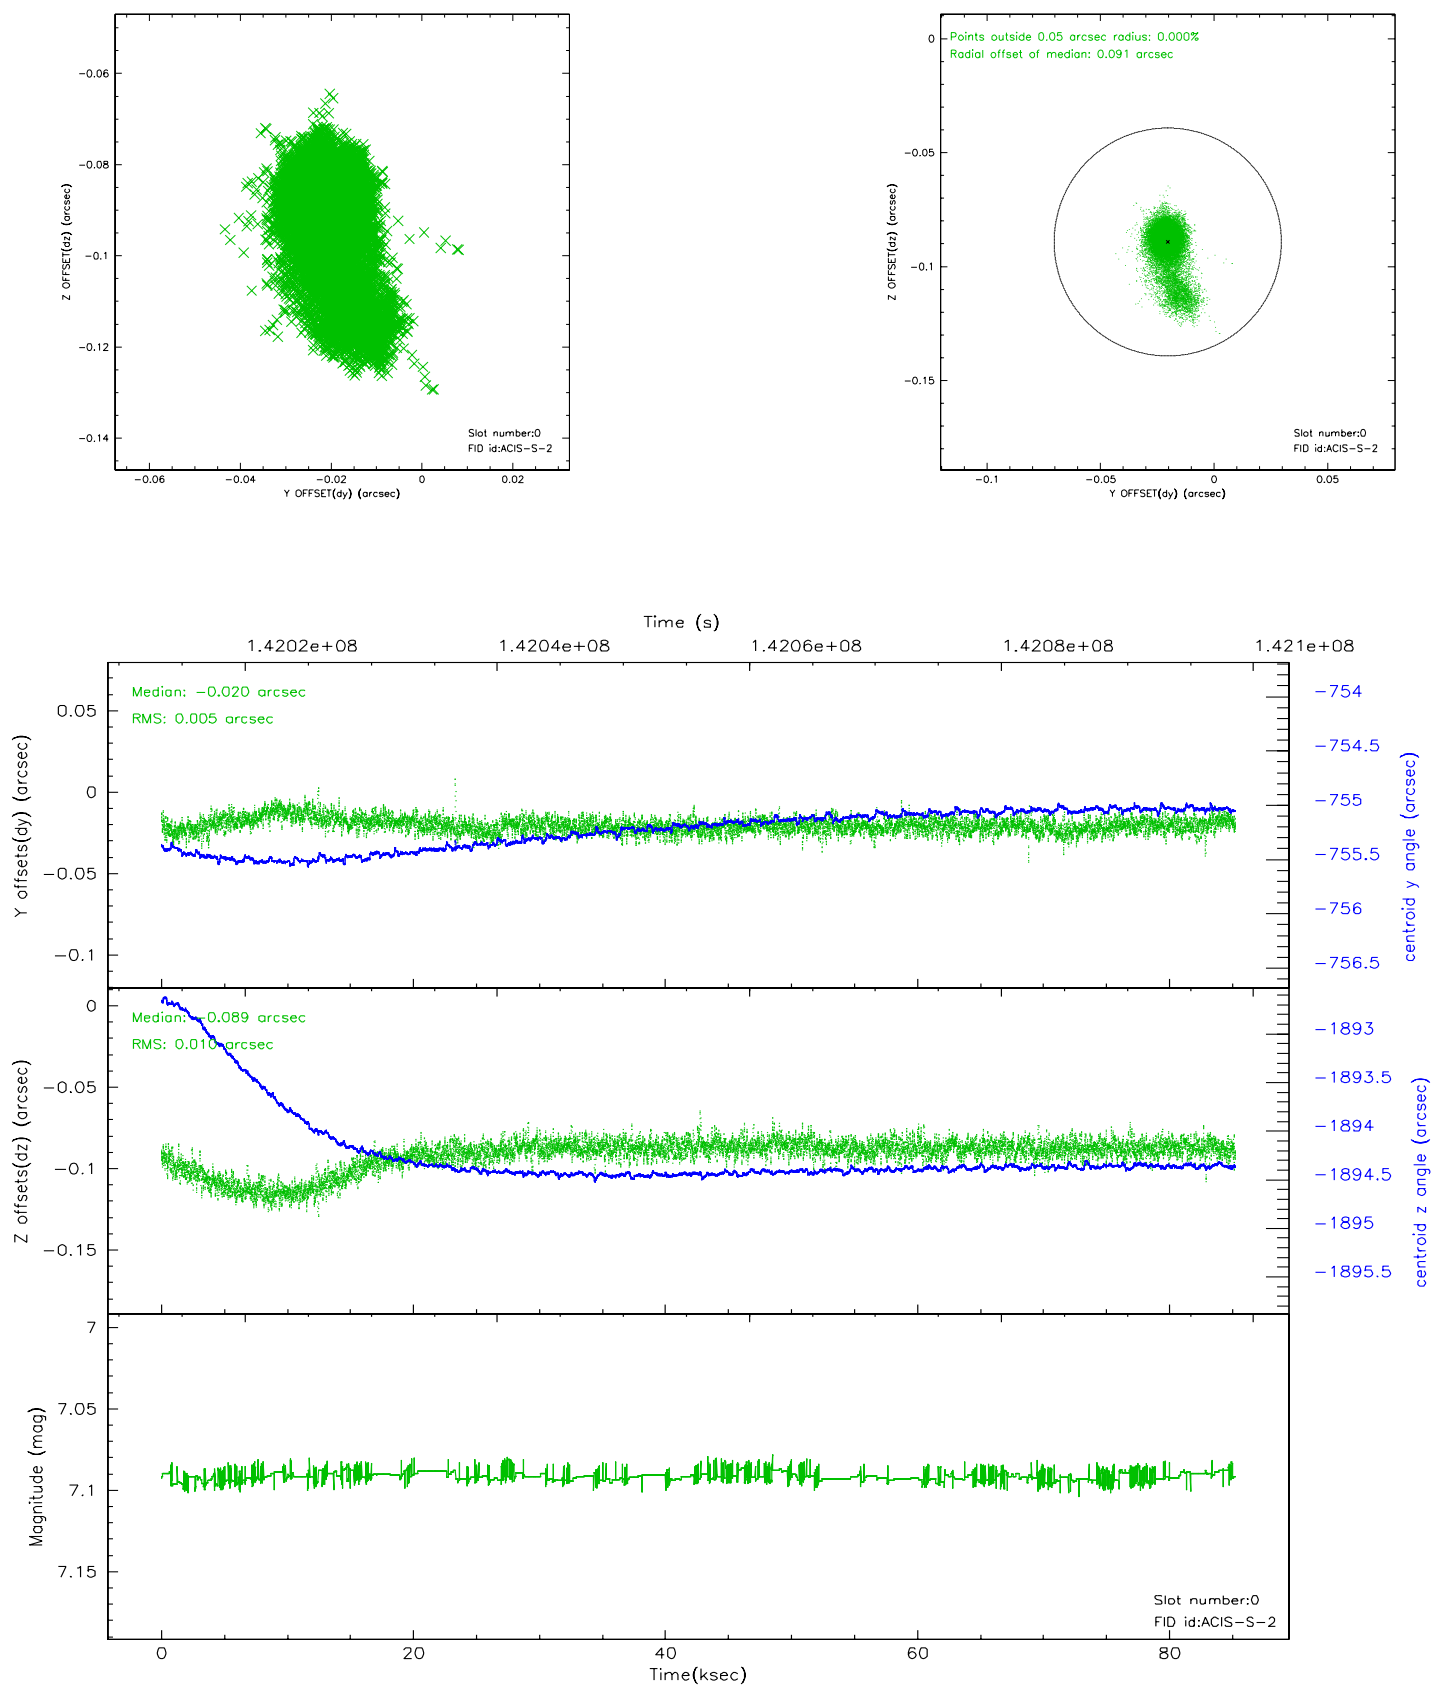 -0.06
-0.08
-0.1
-0.12
-0.14
Z OFFSET(dz) (arcsec)
Slot number:0
FID id:ACIS-S-2
-0.06
-0.04
-0.02
0
0.02
Y OFFSET(dy) (arcsec)
Points outside 0.05 arcsec radius: 0.000%
Radial offset of median: 0.091 arcsec
0
-0.05
-0.1
-0.15
Z OFFSET(dz) (arcsec)
Slot number:0
FID id:ACIS-S-2
-0.1
-0.05
0
0.05
Y OFFSET(dy) (arcsec)
Time (s)
1.4202e+08
1.4204e+08
1.4206e+08
1.4208e+08
1.421e+08
Median: -0.020 arcsec
RMS: 0.005 arcsec
0.05
0
-0.05
-0.1
Y offsets(dy) (arcsec)
-754
-754.5
-755
-755.5
-756
-756.5
centroid y angle (arcsec)
Median: -0.089 arcsec
RMS: 0.010 arcsec
0
-0.05
-0.1
-0.15
Z offsets(dz) (arcsec)
-1893
-1893.5
-1894
-1894.5
-1895
-1895.5
centroid z angle (arcsec)
7
7.05
7.1
7.15
Magnitude (mag)
Slot number:0
FID id:ACIS-S-2
0
20
40
60
80
Time(ksec)